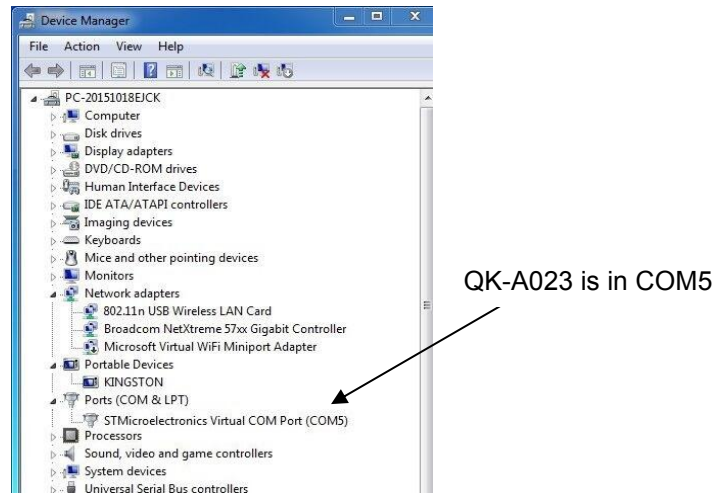 Device Manager
File Action View Help
PC-20151018EJCK
Computer
Disk drives
Display adapters
DVD/CD-ROM drives
Human Interface Devices
IDE ATA/ATAPI controllers
Imaging devices
Keyboards
Mice and other pointing devices
Monitors
Network adapters
802.11n USB Wireless LAN Card
Broadcom NetXtreme 57xx Gigabit Controller
Microsoft Virtual WiFi Miniport Adapter
Portable Devices
KINGSTON
Ports (COM & LPT)
STMicroelectronics Virtual COM Port (COM5)
Processors
Sound, video and game controllers
System devices
Universal Serial Bus controllers
QK-A023 is in COM5